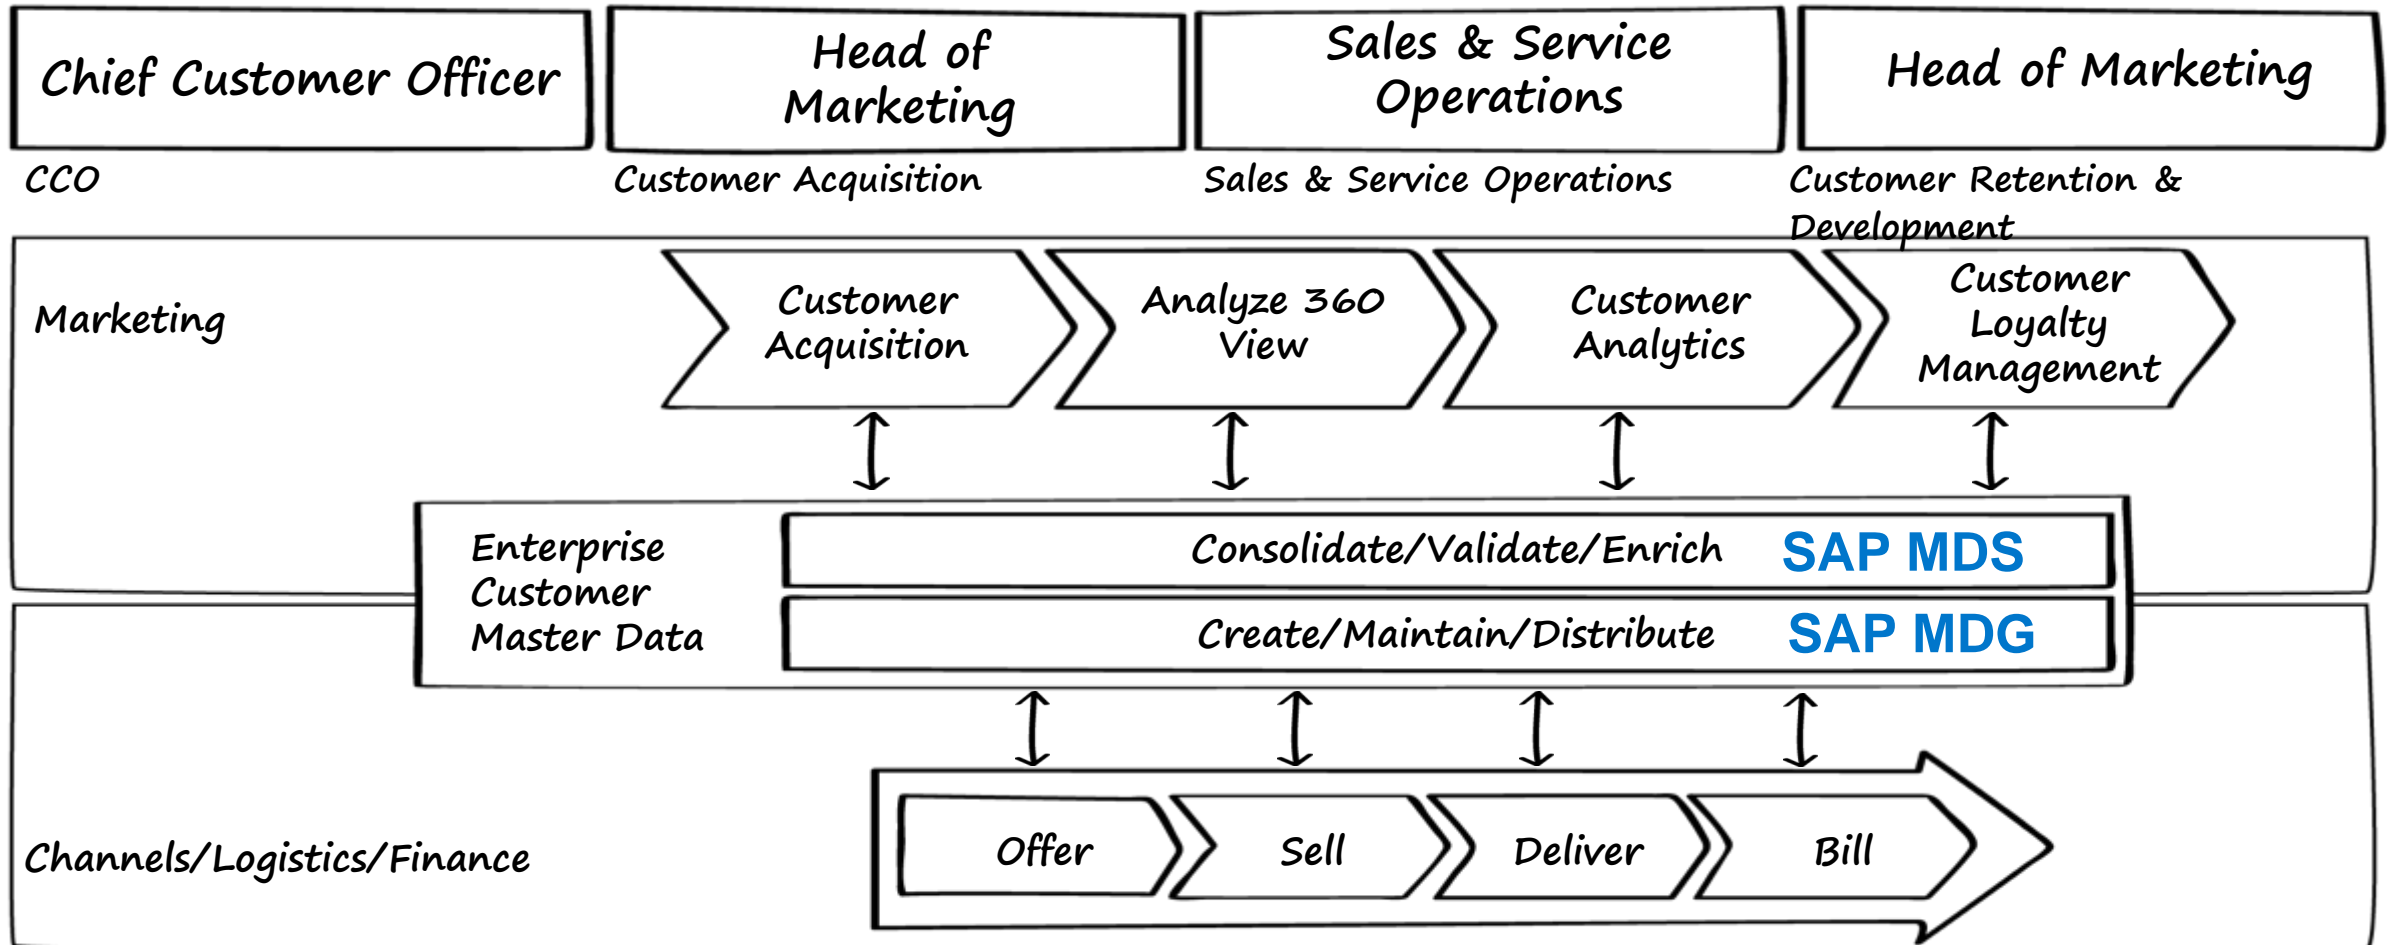 Chief Customer Officer
Head of
Marketing
Sales & Service
Operations
Head of Marketing
CCO
Customer Acquisition
Sales & Service Operations
Customer Retention &
Development
Marketing
Customer
Acquisition
Analyze 360
View
Customer
Analytics
Customer
Loyalty
Management
Enterprise
Customer
Master Data
Consolidate/Validate/Enrich SAP MDS
Create/Maintain/Distribute SAP MDG
Channels/Logistics/Finance
Offer
Sell
Deliver
Bill